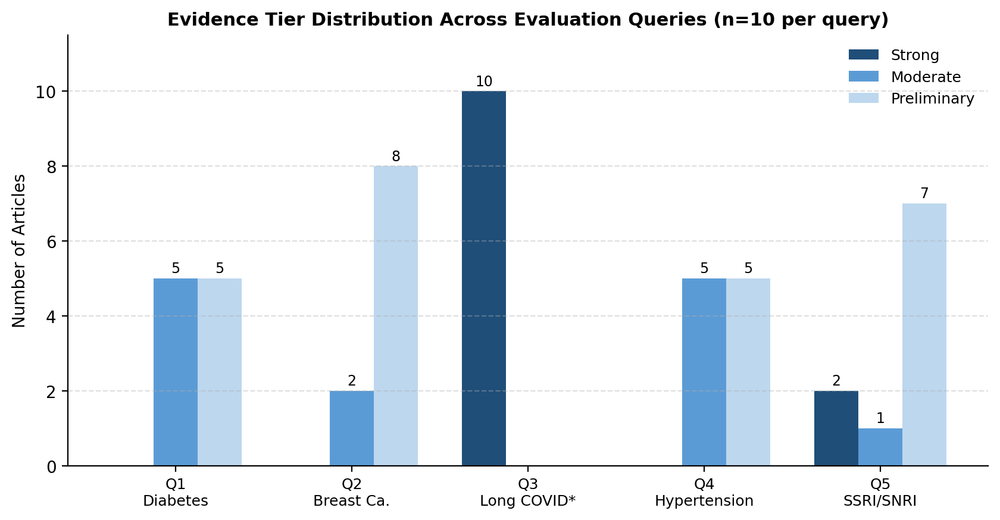 Evidence Tier Distribution Across Evaluation Queries (n=10 per query)
Strong
Moderate
Preliminary
Number of Articles
10
8
6
4
2
0
5
5
2
8
10
5
5
2
1
7
Q1
Diabetes
Q2
Breast Ca.
Q3
Long COVID*
Q4
Hypertension
Q5
SSRI/SNRI